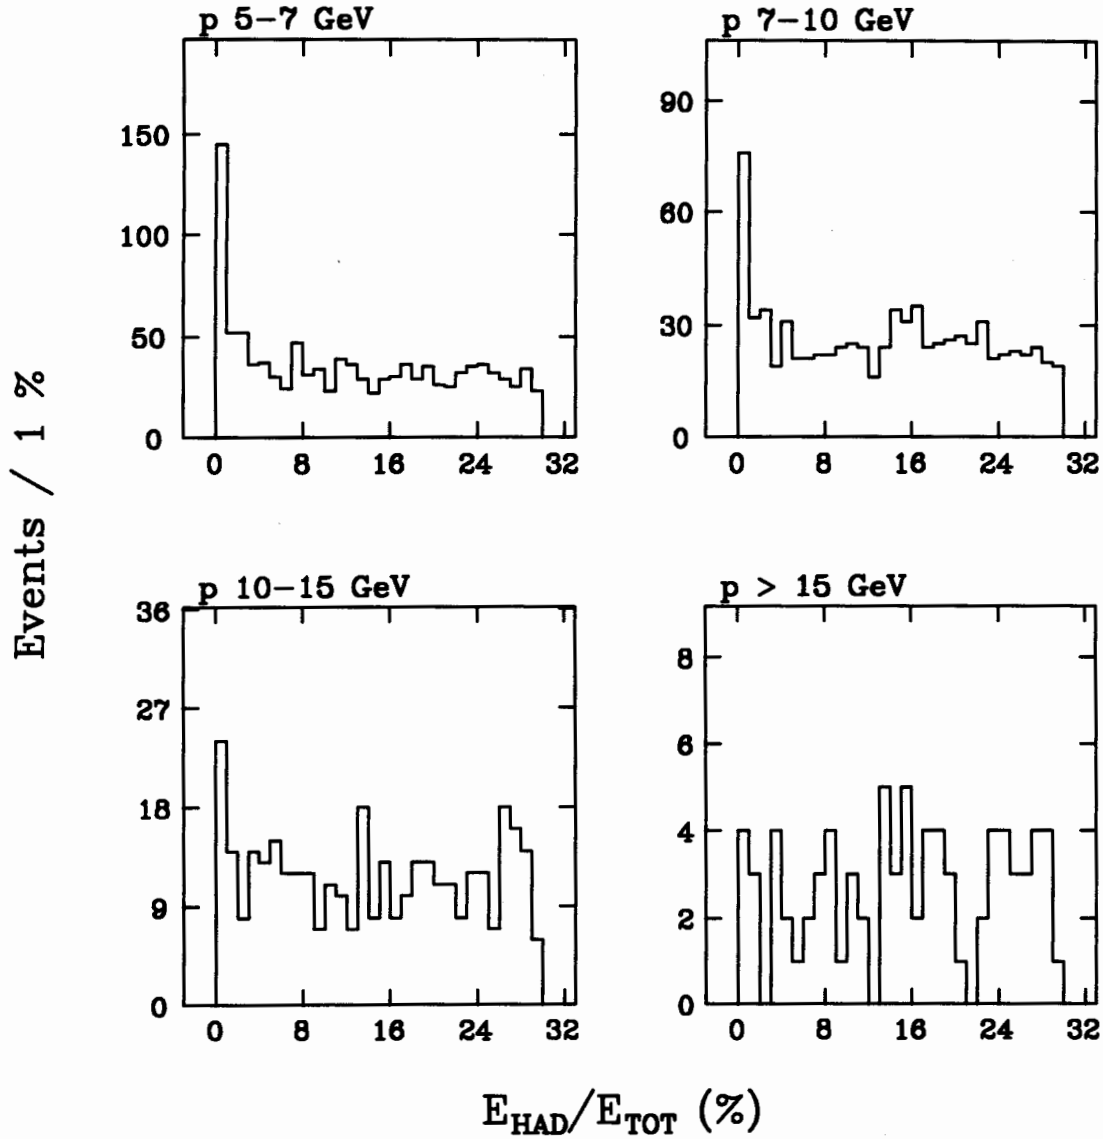 p 5-7 GeV
150
100
50
0
0 8 16 24 32
p 7-10 GeV
90
60
30
0
0 8 16 24 32
p 10-15 GeV
36
27
18
9
0
0 8 16 24 32
p > 15 GeV
8
6
4
2
0
0 8 16 24 32
Events / 1 %
E_HAD/E_TOT (%)